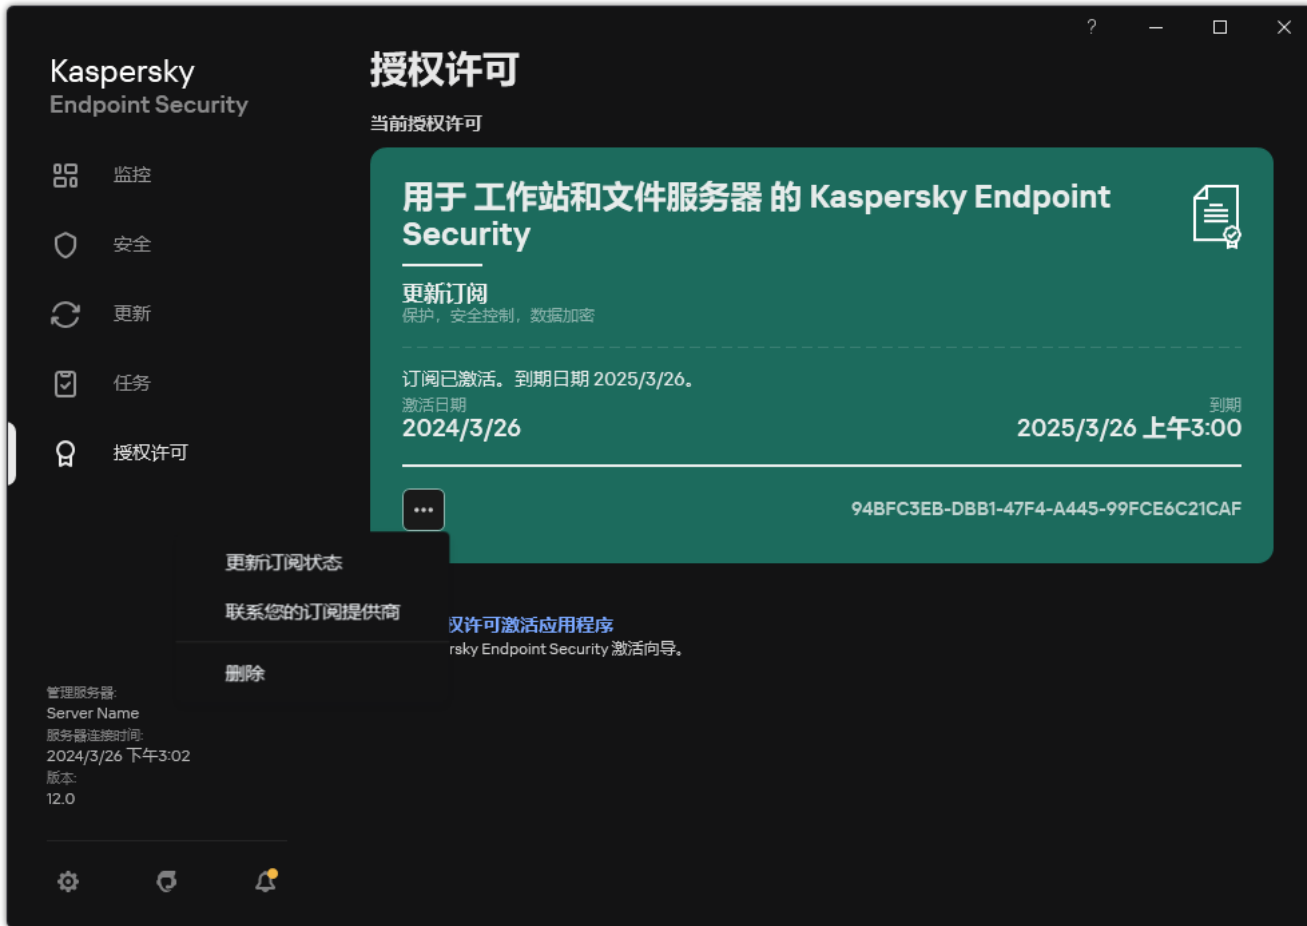 Kaspersky
Endpoint Security
监控
安全
更新
任务
授权许可
管理服务器:
Server Name
服务器连接时间:
2024/3/26 下午3:02
版本:
12.0
?
授权许可
当前授权许可
用于 工作站和文件服务器 的 Kaspersky Endpoint
Security
更新订阅
保护，安全控制，数据加密
订阅已激活。到期日期 2025/3/26。
激活日期
到期
2024/3/26
2025/3/26 上午3:00
94BFC3EB-DBB1-47F4-A445-99FCE6C21CAF
更新订阅状态
联系您的订阅提供商
删除
权许可激活应用程序
rsky Endpoint Security 激活向导。